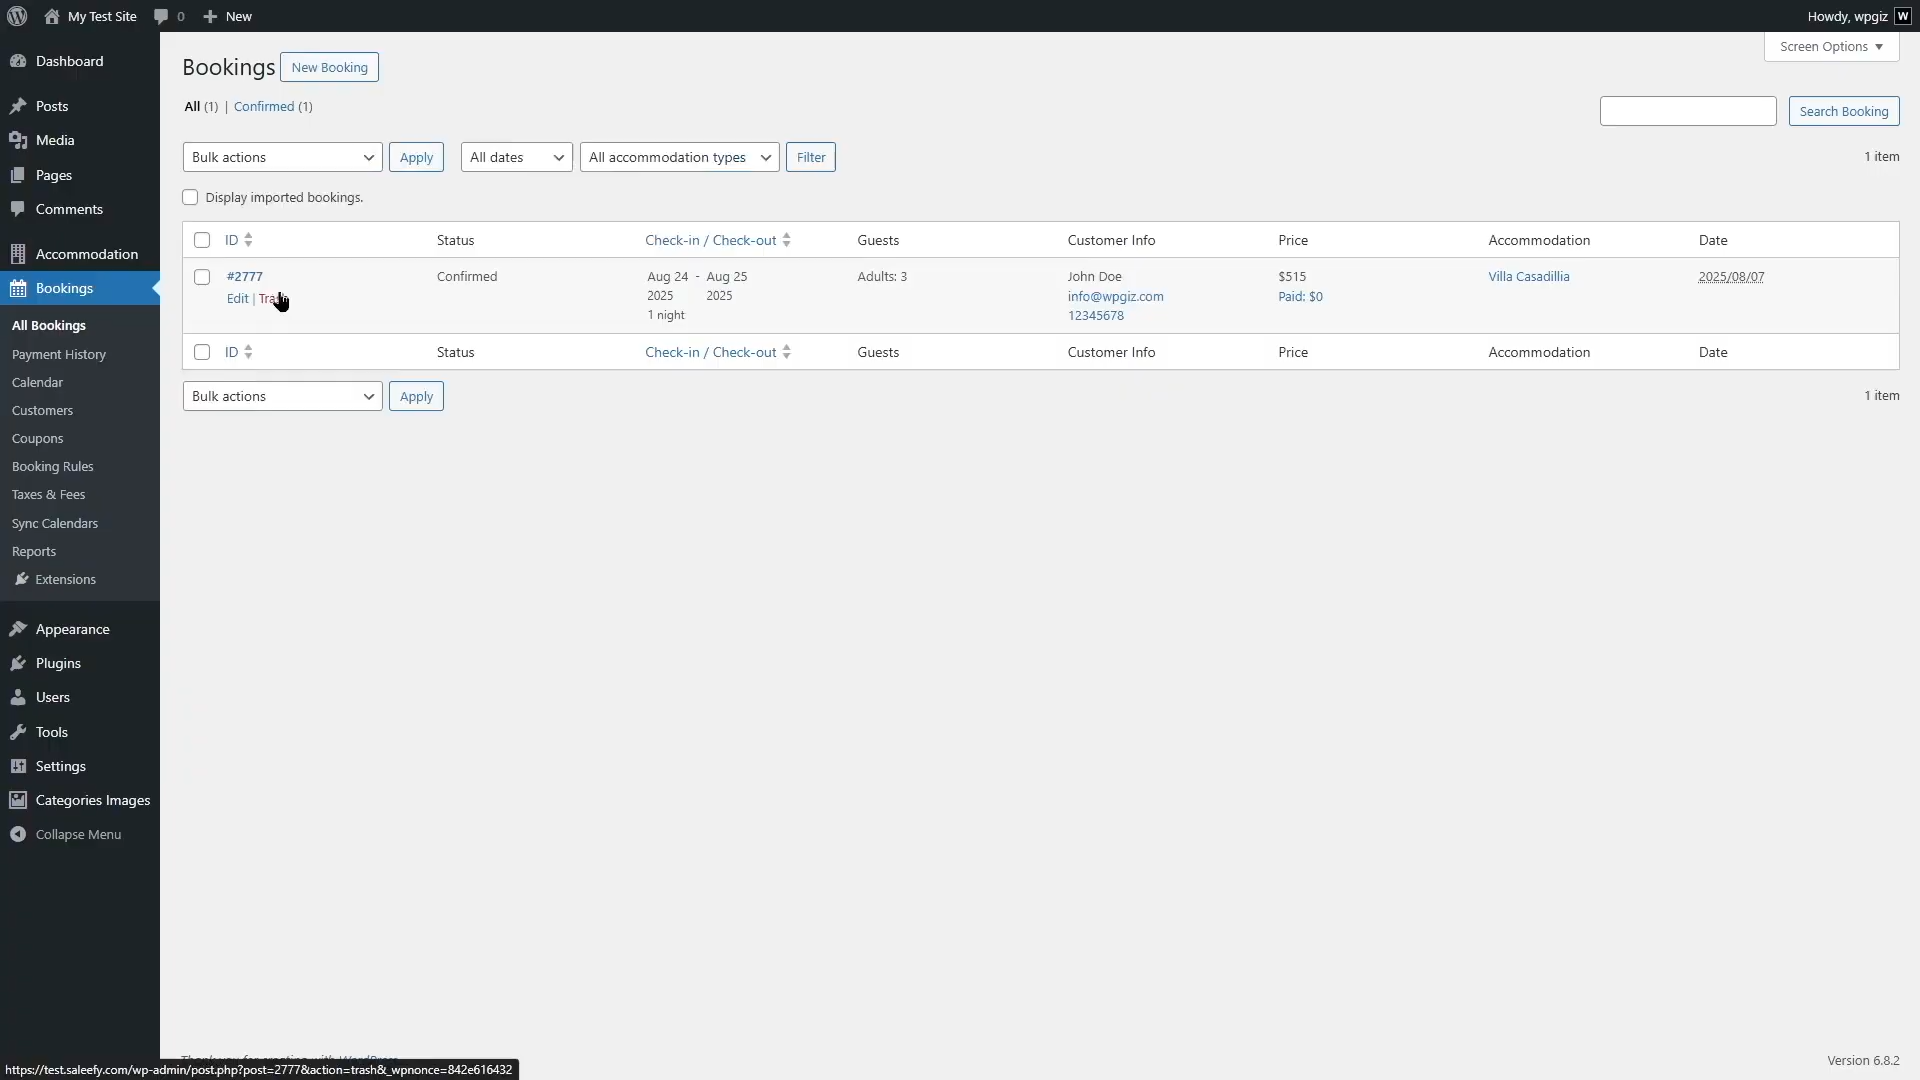 My Test Site 0 New Howdy, wpgiz W
Screen Options
Dashboard
Posts
Media
Pages
Comments
Accommodation
Bookings
All Bookings
Payment History
Calendar
Customers
Coupons
Booking Rules
Taxes & Fees
Sync Calendars
Reports
Extensions
Appearance
Plugins
Users
Tools
Settings
Categories Images
Collapse Menu
Bookings New Booking
All (1) | Confirmed (1)
Search Booking
Bulk actions Apply All dates All accommodation types Filter 1 item
Display imported bookings.
ID Status Check-in / Check-out Guests Customer Info Price Accommodation Date
#2777 Confirmed Aug 24 - Aug 25 Adults: 3 John Doe $515 Villa Casadillia 2025/08/07
Edit | Trash 2025 2025 info@wpgiz.com Paid: $0
1 night 12345678
ID Status Check-in / Check-out Guests Customer Info Price Accommodation Date
Bulk actions Apply 1 item
Thank you for creating with WordPress. Version 6.8.2
https://test.saleefy.com/wp-admin/post.php?post=2777&action=trash&_wpnonce=842e616432